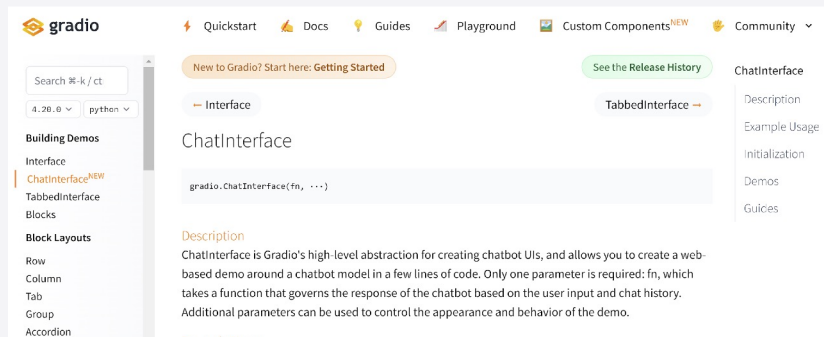 gradio
Quickstart
Docs
Guides
Playground
Custom Components NEW
Community
Search ⌘-k / ct
4.20.0
python
Building Demos
Interface
ChatInterface NEW
TabbedInterface
Blocks
Block Layouts
Row
Column
Tab
Group
Accordion
New to Gradio? Start here: Getting Started
See the Release History
← Interface
TabbedInterface →
ChatInterface
gradio.ChatInterface(fn, ···)
Description
ChatInterface is Gradio's high-level abstraction for creating chatbot UIs, and allows you to create a web-
based demo around a chatbot model in a few lines of code. Only one parameter is required: fn, which
takes a function that governs the response of the chatbot based on the user input and chat history.
Additional parameters can be used to control the appearance and behavior of the demo.
ChatInterface
Description
Example Usage
Initialization
Demos
Guides